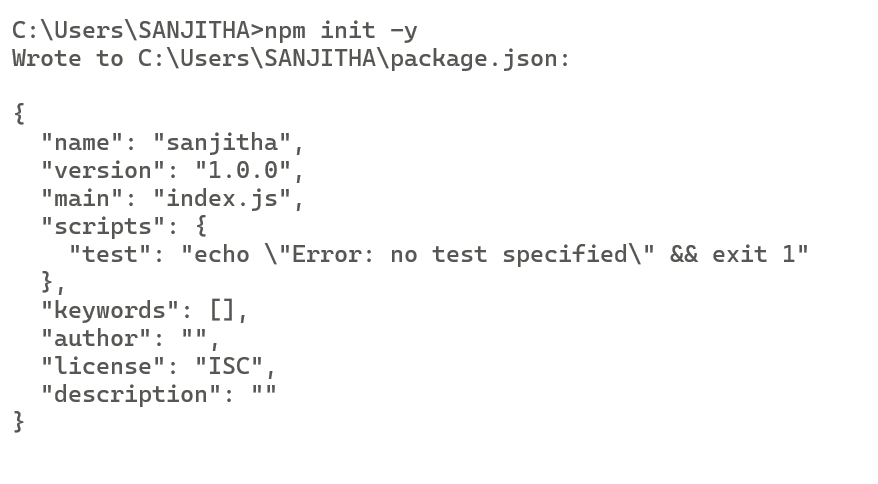 C:\Users\SANJITHA>npm init -y
Wrote to C:\Users\SANJITHA\package.json:

{
  "name": "sanjitha",
  "version": "1.0.0",
  "main": "index.js",
  "scripts": {
    "test": "echo \"Error: no test specified\" && exit 1"
  },
  "keywords": [],
  "author": "",
  "license": "ISC",
  "description": ""
}